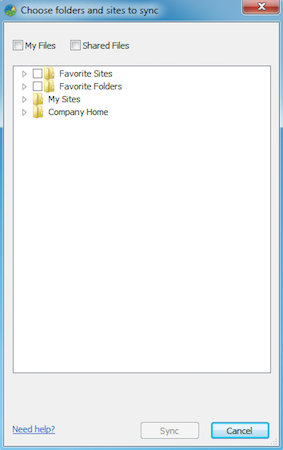 Choose folders and sites to sync
My Files Shared Files
Favorite Sites
Favorite Folders
My Sites
Company Home
Need help? Sync Cancel